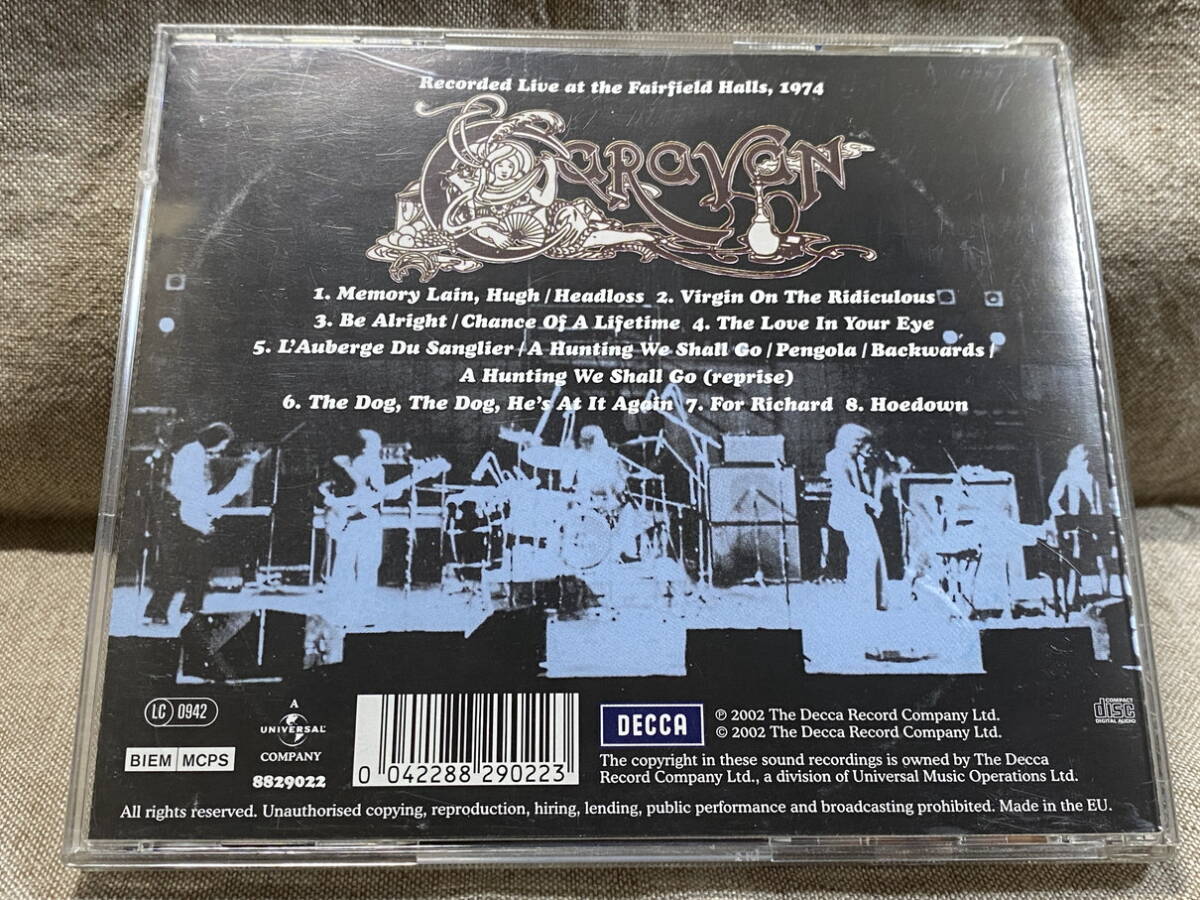 Recorded Live at the Fairfield Halls, 1974
Caravan
1. Memory Lain, Hugh / Headloss 2. Virgin On The Ridiculous
3. Be Alright / Chance Of A Lifetime 4. The Love In Your Eye
5. L'Auberge Du Sanglier / A Hunting We Shall Go / Pengola / Backwards /
A Hunting We Shall Go (reprise)
6. The Dog, The Dog, He's At It Again 7. For Richard 8. Hoedown
LC 0942
BIEM MCPS
A
UNIVERSAL
COMPANY
8829022
0 042288 290223
DECCA
℗ 2002 The Decca Record Company Ltd.
© 2002 The Decca Record Company Ltd.
The copyright in these sound recordings is owned by The Decca
Record Company Ltd., a division of Universal Music Operations Ltd.
COMPACT
disc
DIGITAL AUDIO
All rights reserved. Unauthorised copying, reproduction, hiring, lending, public performance and broadcasting prohibited. Made in the EU.